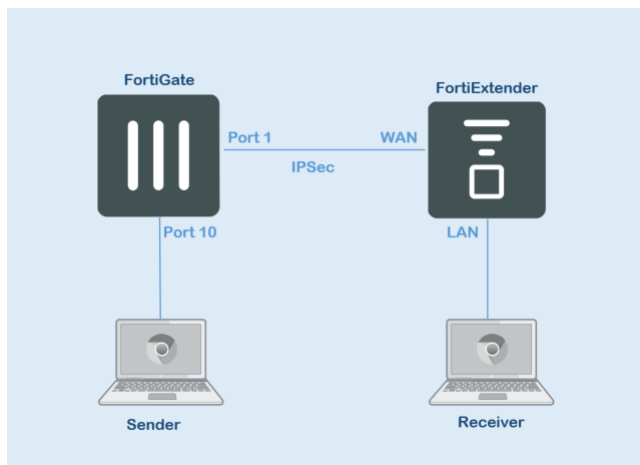 FortiGate
FortiExtender
Port 1
WAN
IPSec
Port 10
LAN
Sender
Receiver